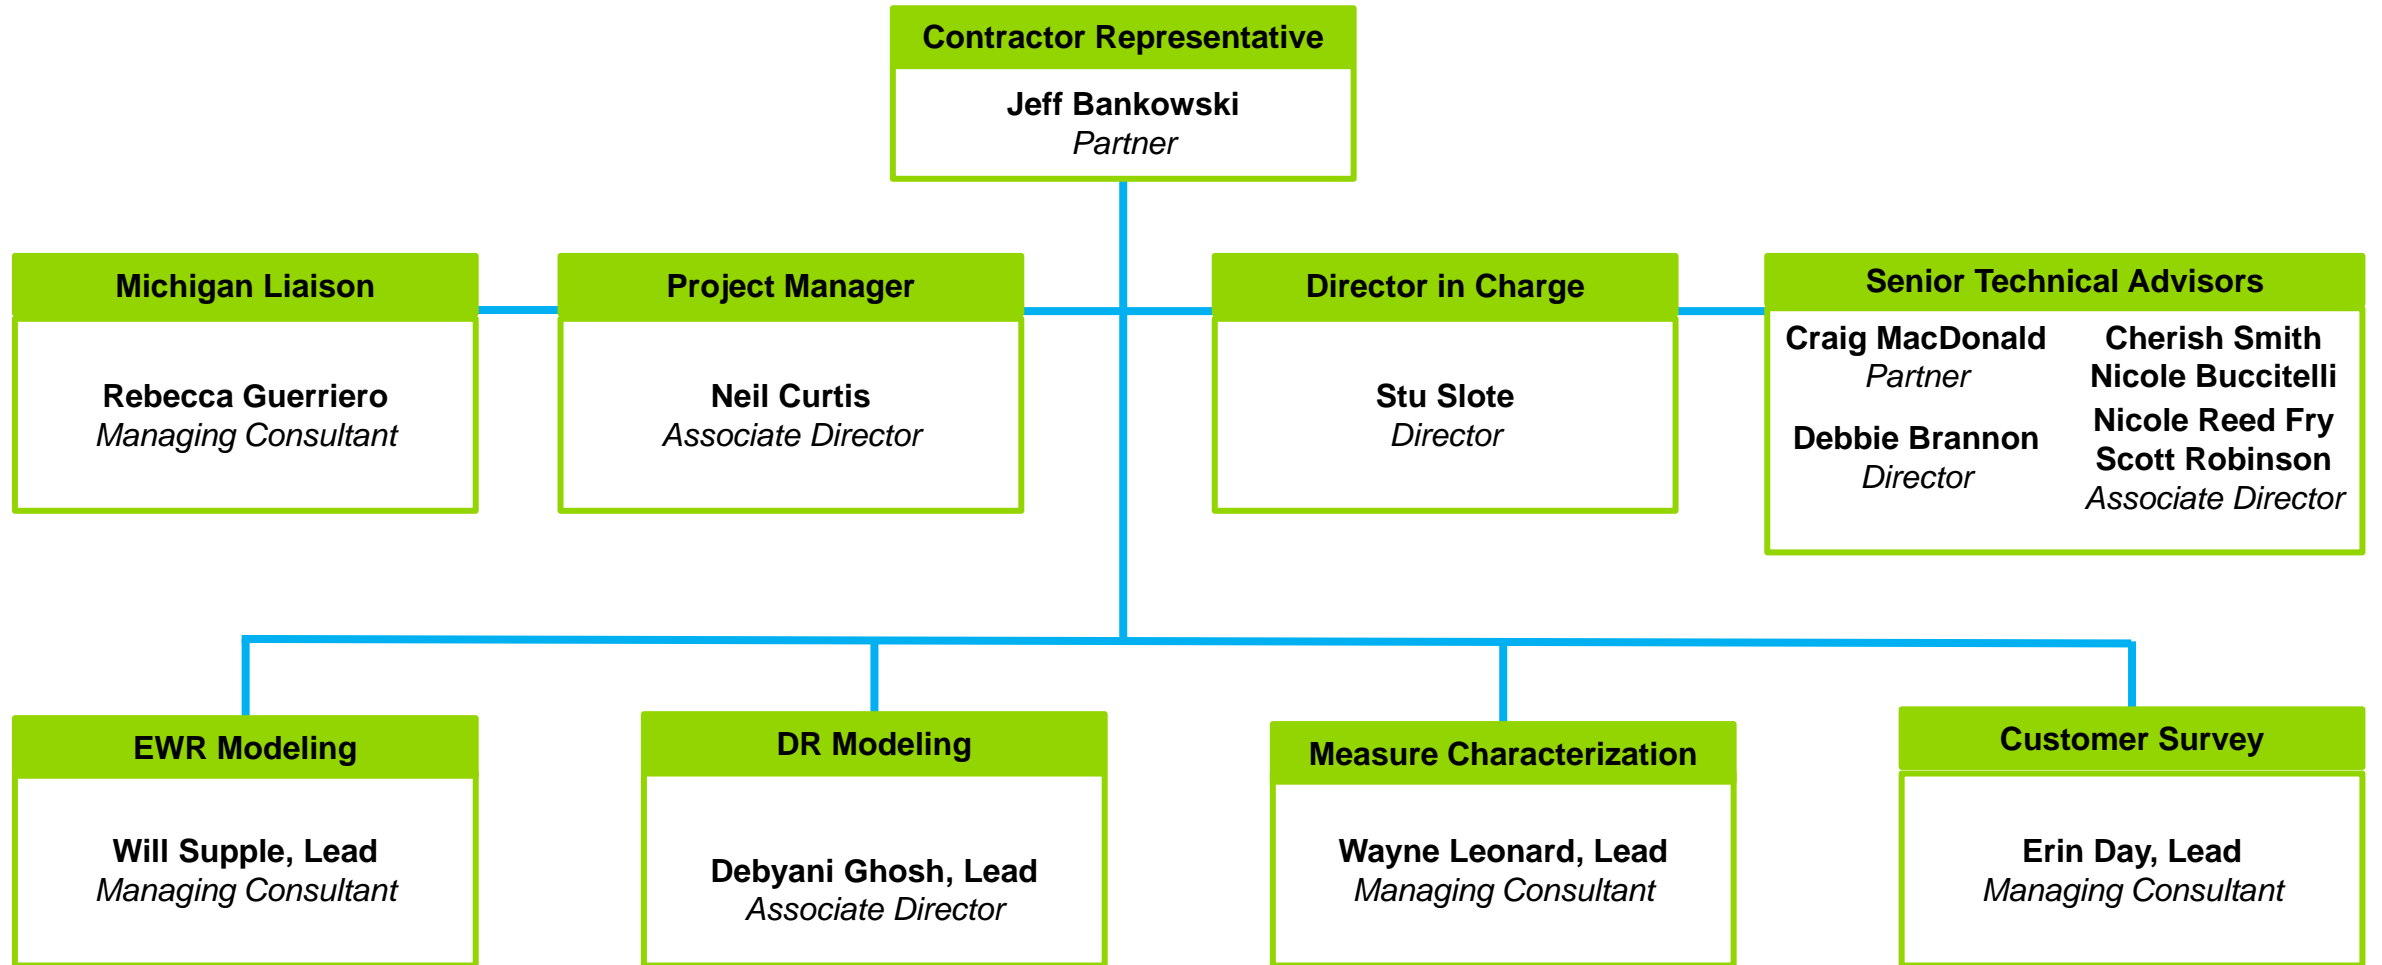 Contractor Representative
Jeff Bankowski
Partner
Michigan Liaison
Rebecca Guerriero
Managing Consultant
Project Manager
Neil Curtis
Associate Director
Director in Charge
Stu Slote
Director
Senior Technical Advisors
Craig MacDonald
Partner
Debbie Brannon
Director
Cherish Smith
Nicole Buccitelli
Nicole Reed Fry
Scott Robinson
Associate Director
EWR Modeling
Will Supple, Lead
Managing Consultant
DR Modeling
Debyani Ghosh, Lead
Associate Director
Measure Characterization
Wayne Leonard, Lead
Managing Consultant
Customer Survey
Erin Day, Lead
Managing Consultant